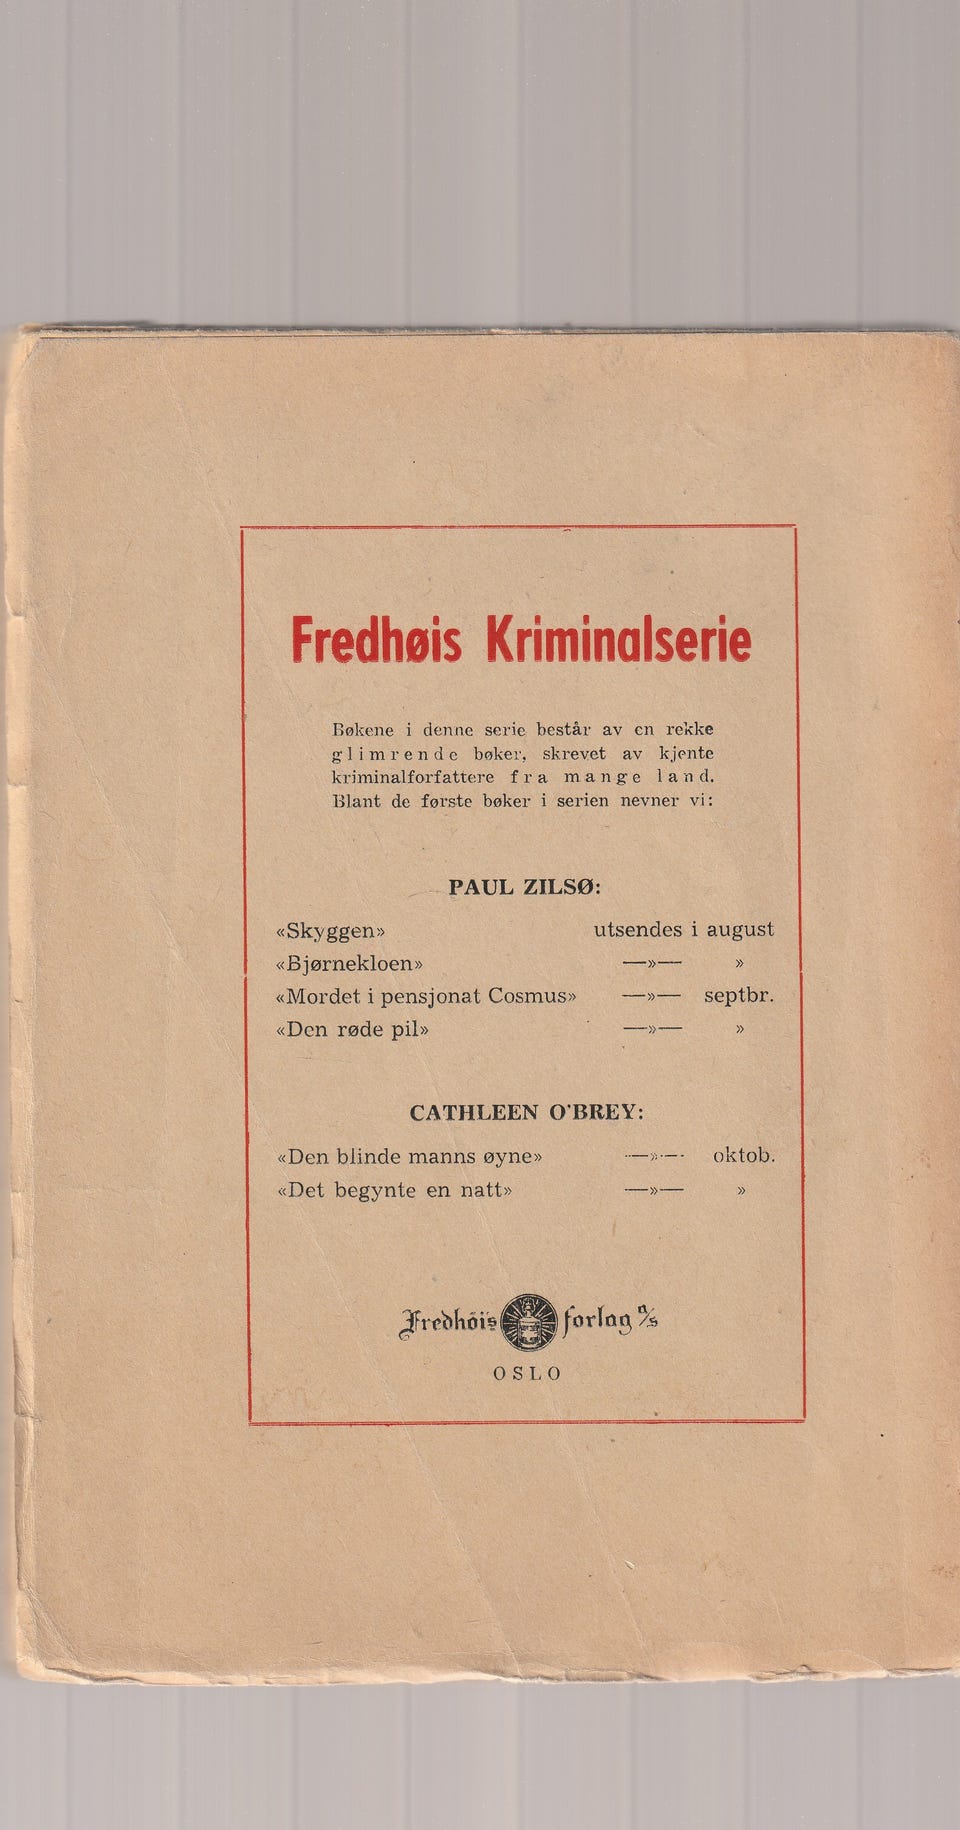 Fredhøis Kriminalserie
Bøkene i denne serie består av en rekke
glimrende bøker, skrevet av kjente
kriminalforfattere fra mange land.
Blant de første bøker i serien nevner vi:
PAUL ZILSØ:
«Skyggen» utsendes i august
«Bjørnekloen» —»— »
«Mordet i pensjonat Cosmus» —»— septbr.
«Den røde pil» —»— »
CATHLEEN O'BREY:
«Den blinde manns øyne» —»— oktob.
«Det begynte en natt» —»— »
Fredhøis forlag A/S
OSLO